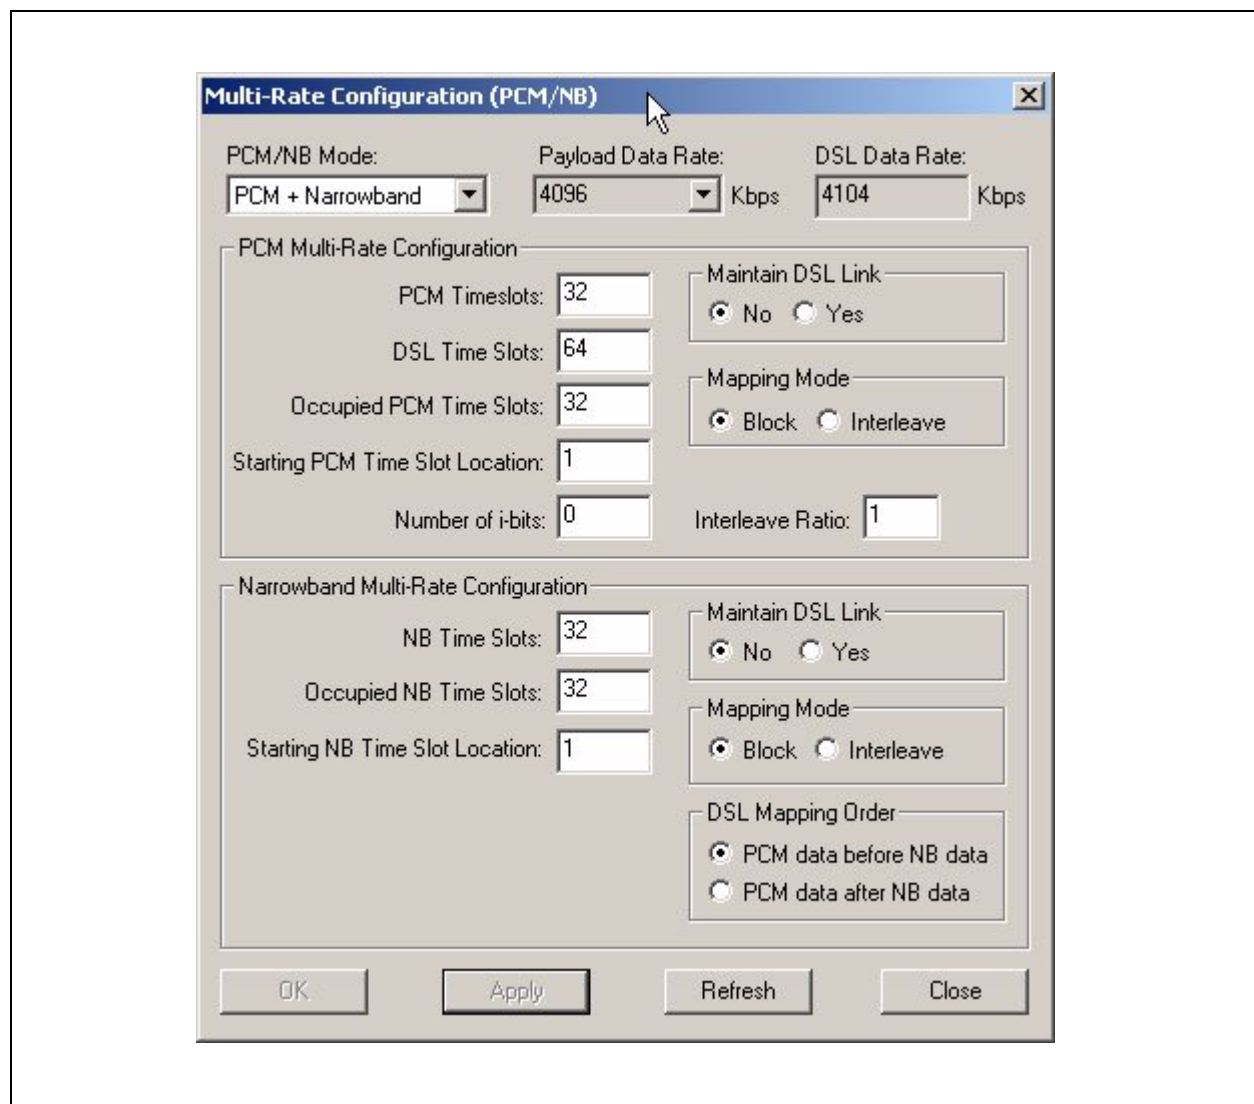 Multi-Rate Configuration (PCM/NB)
PCM/NB Mode: Payload Data Rate: DSL Data Rate:
PCM + Narrowband 4096 Kbps 4104 Kbps
PCM Multi-Rate Configuration
PCM Timeslots: 32
DSL Time Slots: 64
Occupied PCM Time Slots: 32
Starting PCM Time Slot Location: 1
Number of i-bits: 0
Maintain DSL Link
No Yes
Mapping Mode
Block Interleave
Interleave Ratio: 1
Narrowband Multi-Rate Configuration
NB Time Slots: 32
Occupied NB Time Slots: 32
Starting NB Time Slot Location: 1
Maintain DSL Link
No Yes
Mapping Mode
Block Interleave
DSL Mapping Order
PCM data before NB data
PCM data after NB data
OK Apply Refresh Close